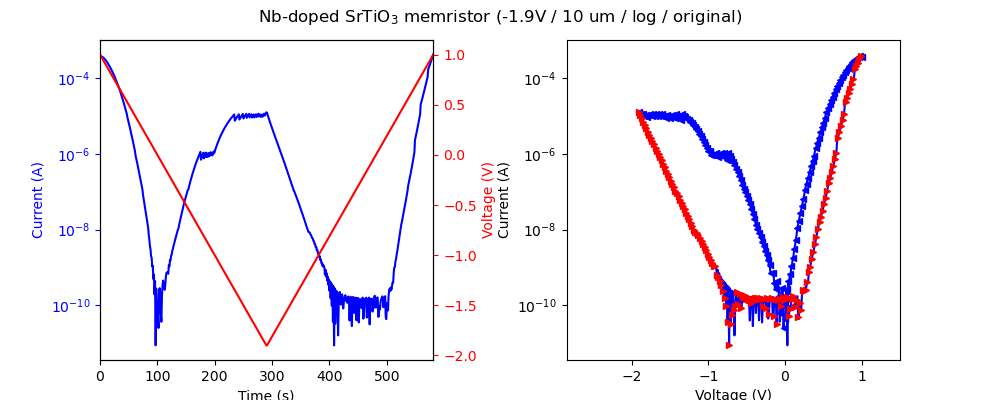 Nb-doped SrTiO₃ memristor (-1.9V / 10 um / log / original)
Current (A)
10⁻⁴
10⁻⁶
10⁻⁸
10⁻¹⁰
0 100 200 300 400 500
Time (s)
1.0
0.5
0.0
−0.5
−1.0
−1.5
−2.0
Voltage (V)
Current (A)
10⁻⁴
10⁻⁶
10⁻⁸
10⁻¹⁰
−2 −1 0 1
Voltage (V)